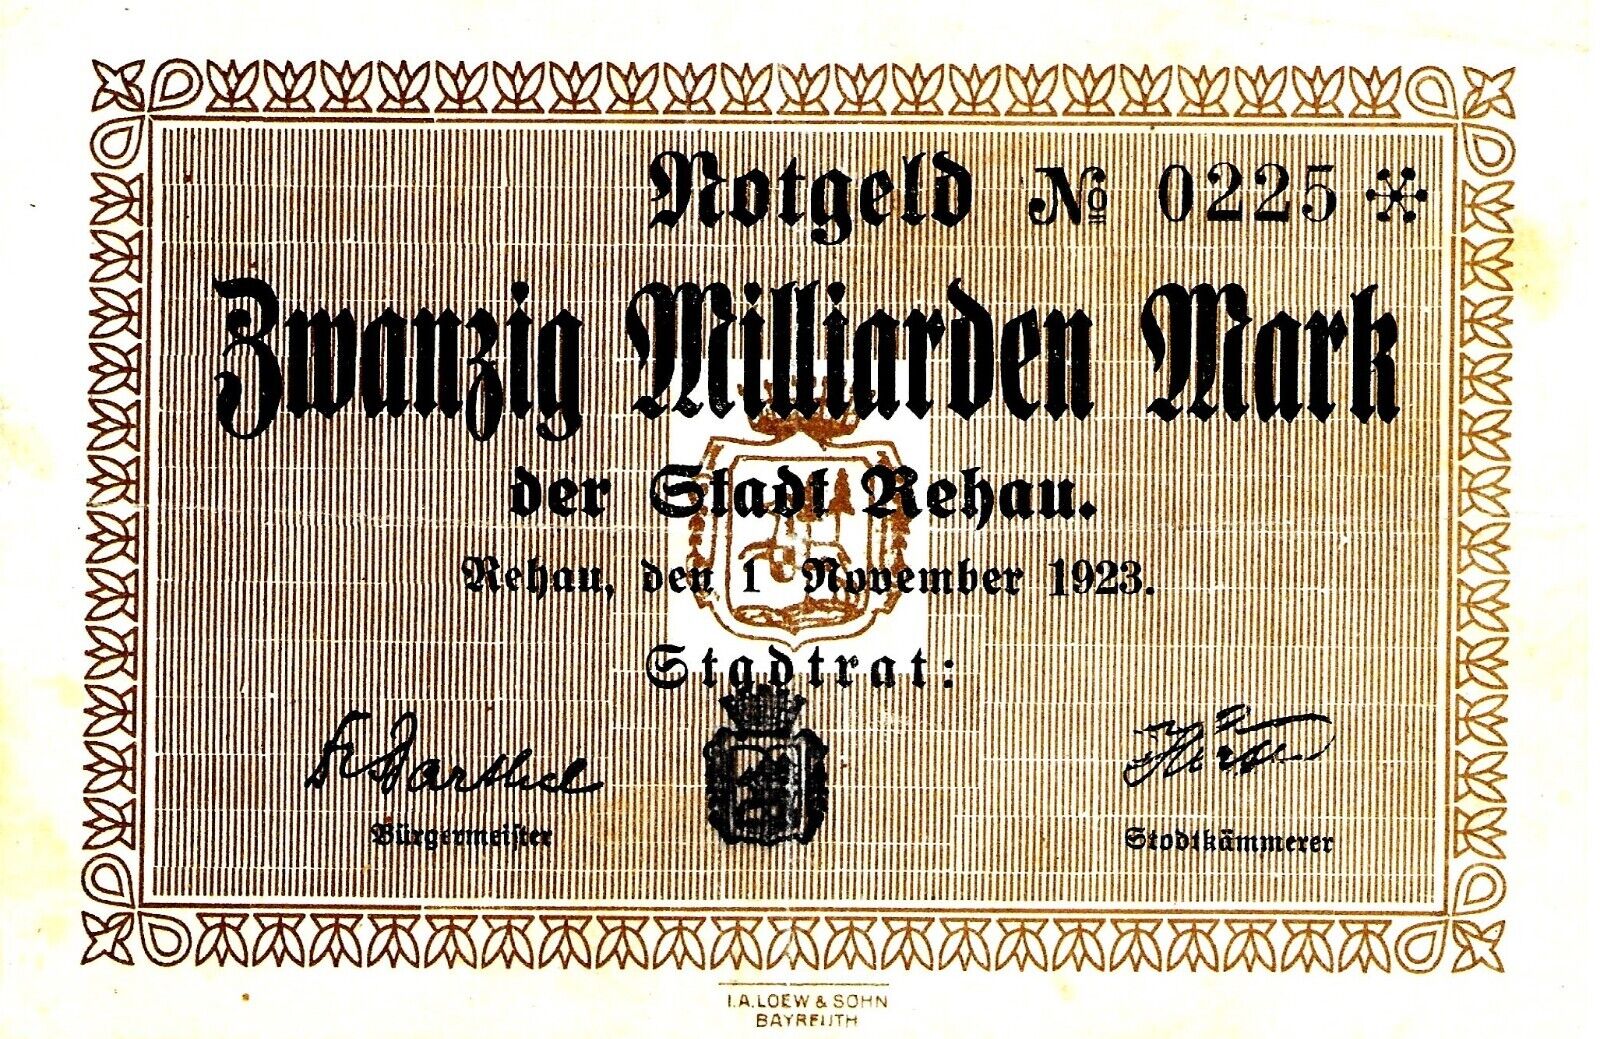 Notgeld № 0225 *
Zwanzig Milliarden Mark
der Stadt Rehau.
Rehau, den 1 November 1923.
Stadtrat:
Barthel
Bürgermeister
Stadtkämmerer
I.A. LOEW & SOHN
BAYREUTH